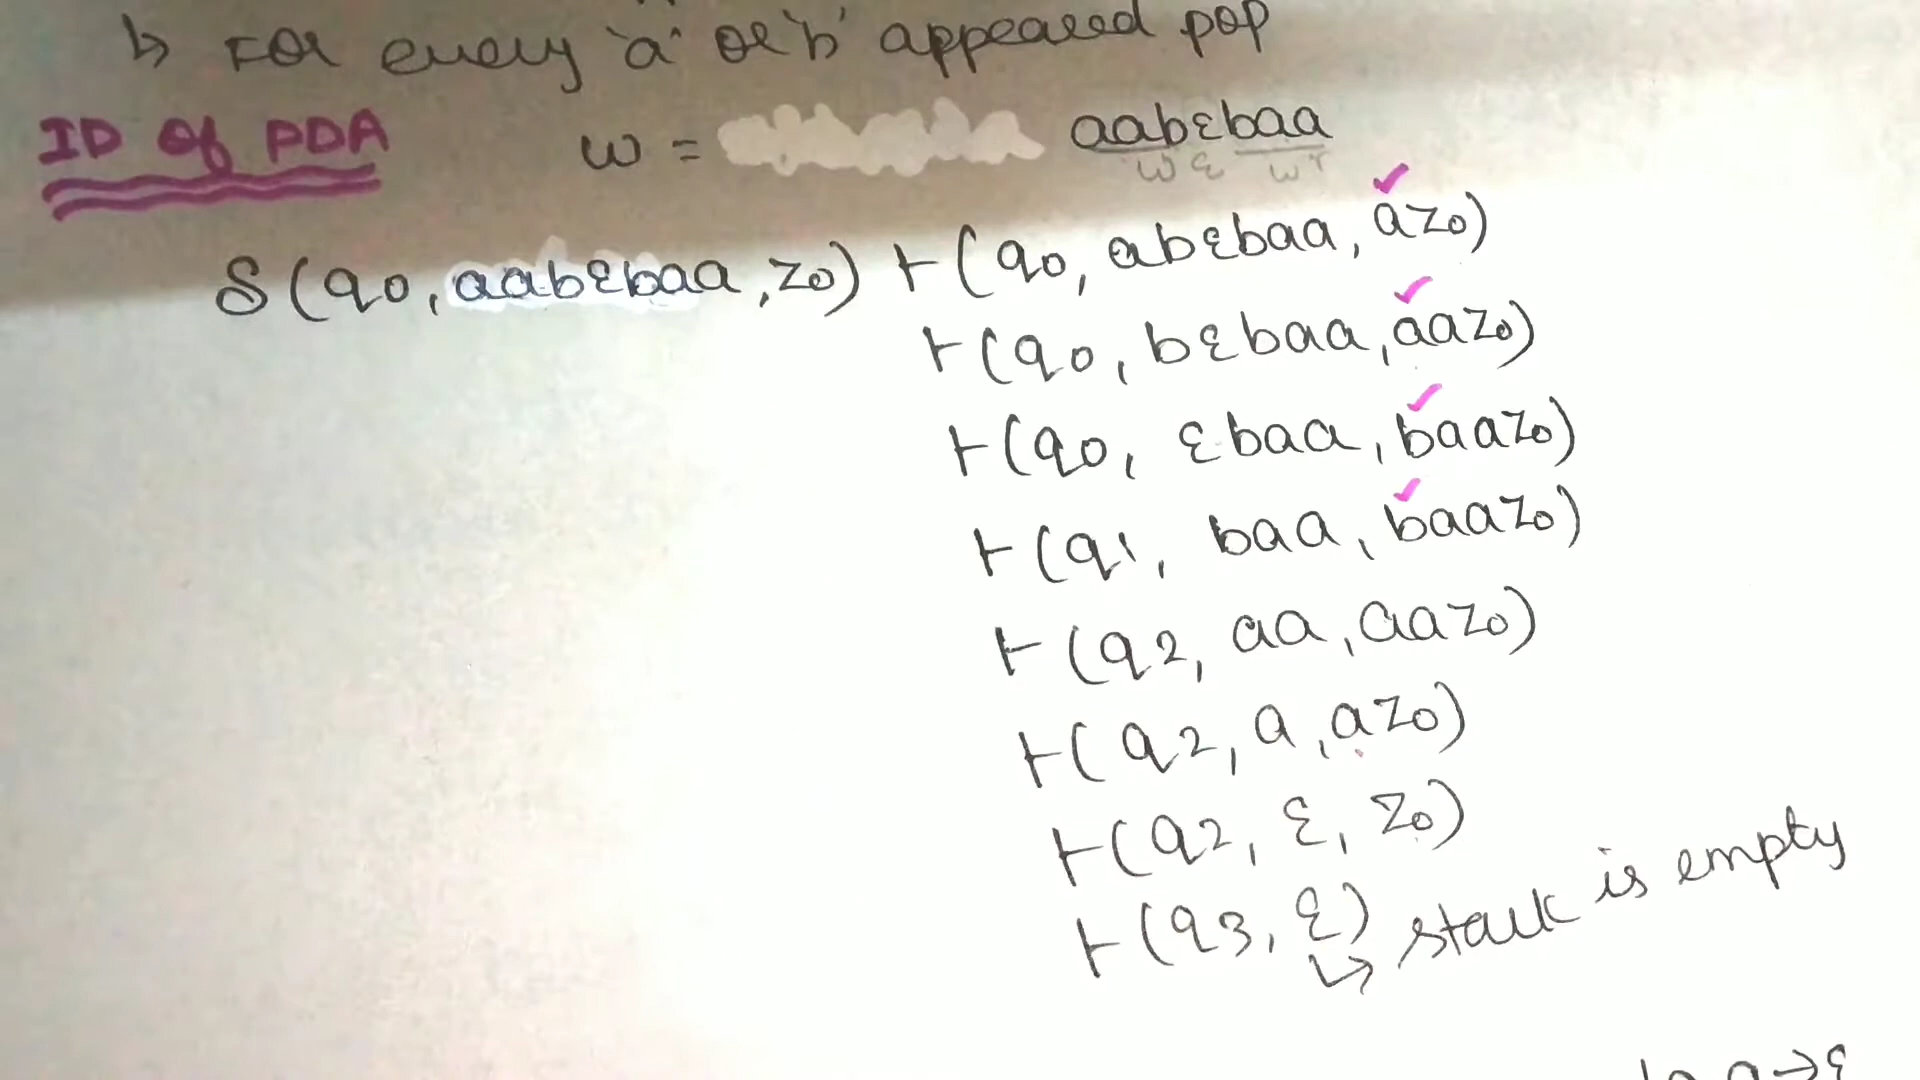 ↳ For every 'a' or 'b' appeared pop
ID of PDA w = aabεbaa
w ε wr
δ(q0, aabεbaa, z0) ⊢ (q0, abεbaa, az0)
⊢(q0, bεbaa, aaz0)
⊢(q0, εbaa, baaz0)
⊢(q1, baa, baaz0)
⊢(q2, aa, aaz0)
⊢(q2, a, az0)
⊢(q2, ε, z0)
⊢(q3, ε)
↳ stack is empty